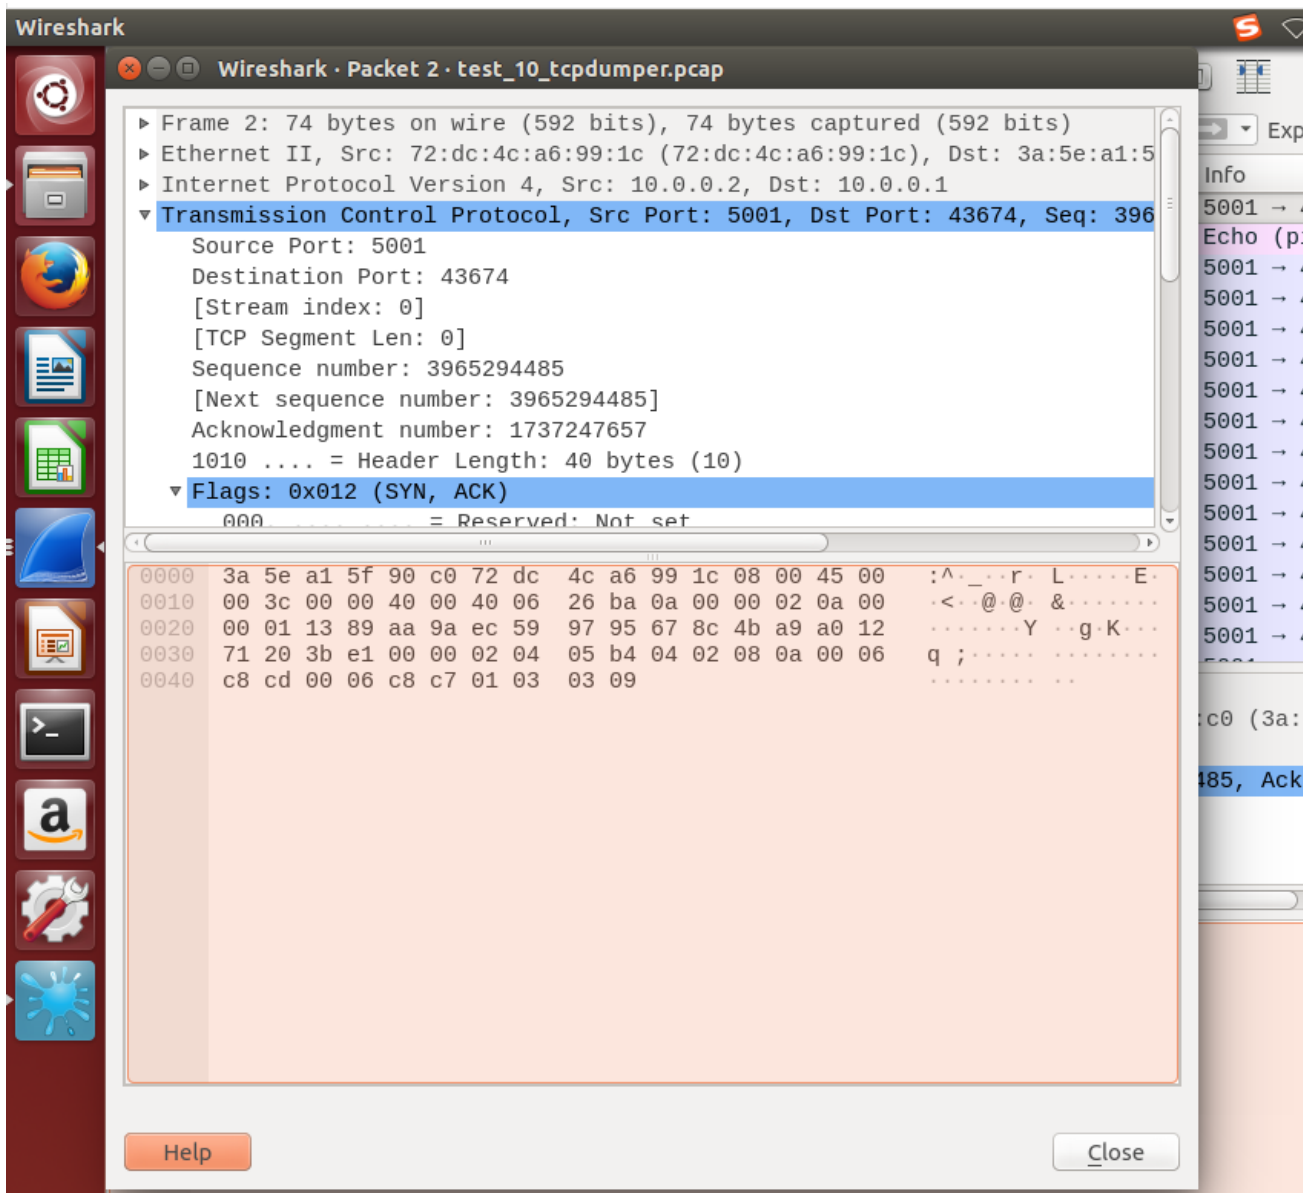 Wireshark
Wireshark · Packet 2 · test_10_tcpdumper.pcap
Frame 2: 74 bytes on wire (592 bits), 74 bytes captured (592 bits)
Ethernet II, Src: 72:dc:4c:a6:99:1c (72:dc:4c:a6:99:1c), Dst: 3a:5e:a1:5
Internet Protocol Version 4, Src: 10.0.0.2, Dst: 10.0.0.1
Transmission Control Protocol, Src Port: 5001, Dst Port: 43674, Seq: 396
Source Port: 5001
Destination Port: 43674
[Stream index: 0]
[TCP Segment Len: 0]
Sequence number: 3965294485
[Next sequence number: 3965294485]
Acknowledgment number: 1737247657
1010 .... = Header Length: 40 bytes (10)
Flags: 0x012 (SYN, ACK)
000. .... .... = Reserved: Not set
0000 3a 5e a1 5f 90 c0 72 dc 4c a6 99 1c 08 00 45 00 :^·_··r· L·····E·
0010 00 3c 00 00 40 00 40 06 26 ba 0a 00 00 02 0a 00 ·<··@·@· &·······
0020 00 01 13 89 aa 9a ec 59 97 95 67 8c 4b a9 a0 12 ·······Y ··g·K···
0030 71 20 3b e1 00 00 02 04 05 b4 04 02 08 0a 00 06 q ;····· ········
0040 c8 cd 00 06 c8 c7 01 03 03 09 ········ ··
Help
Close
Exp
Info
5001 →
Echo (pi
5001 →
5001 →
5001 →
5001 →
5001 →
5001 →
5001 →
5001 →
5001 →
5001 →
5001 →
5001 →
5001 →
:c0 (3a:
485, Ack